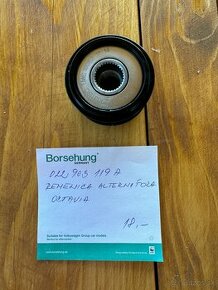 Borsehung
GERMANY
022 903 119 A
REMENICA ALTERNATORA
OCTAVIA
18,-
Suitable for Volkswagen Group car models